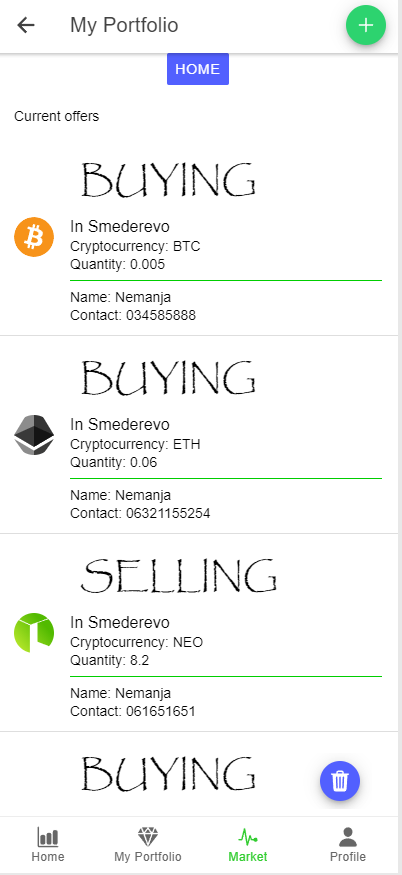 My Portfolio
HOME
Current offers
BUYING
In Smederevo
Cryptocurrency: BTC
Quantity: 0.005
Name: Nemanja
Contact: 034585888
BUYING
In Smederevo
Cryptocurrency: ETH
Quantity: 0.06
Name: Nemanja
Contact: 06321155254
SELLING
In Smederevo
Cryptocurrency: NEO
Quantity: 8.2
Name: Nemanja
Contact: 061651651
BUYING
Home My Portfolio Market Profile